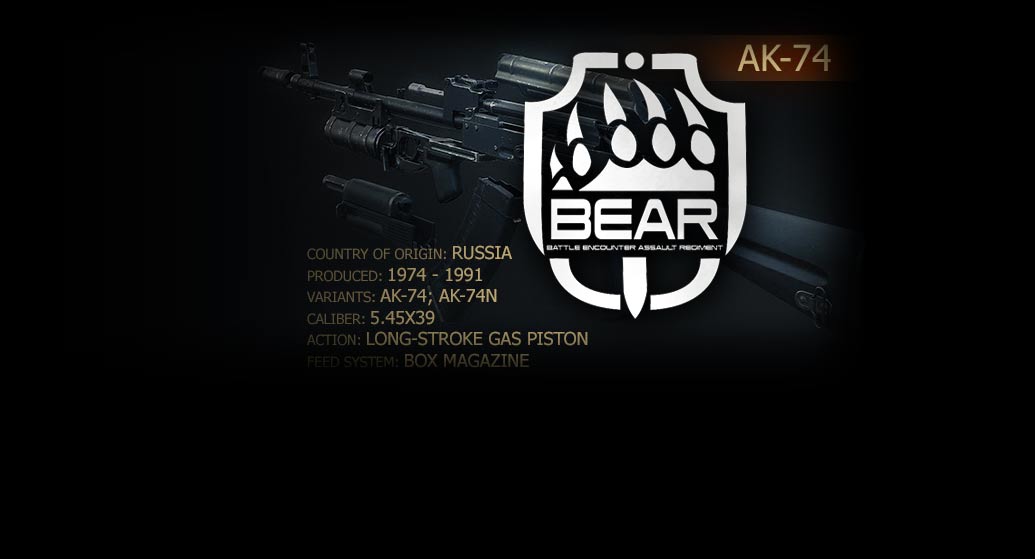 AK-74
BEAR
BATTLE ENCOUNTER ASSAULT REGIMENT
COUNTRY OF ORIGIN: RUSSIA
PRODUCED: 1974 - 1991
VARIANTS: AK-74; AK-74N
CALIBER: 5.45X39
ACTION: LONG-STROKE GAS PISTON
FEED SYSTEM: BOX MAGAZINE